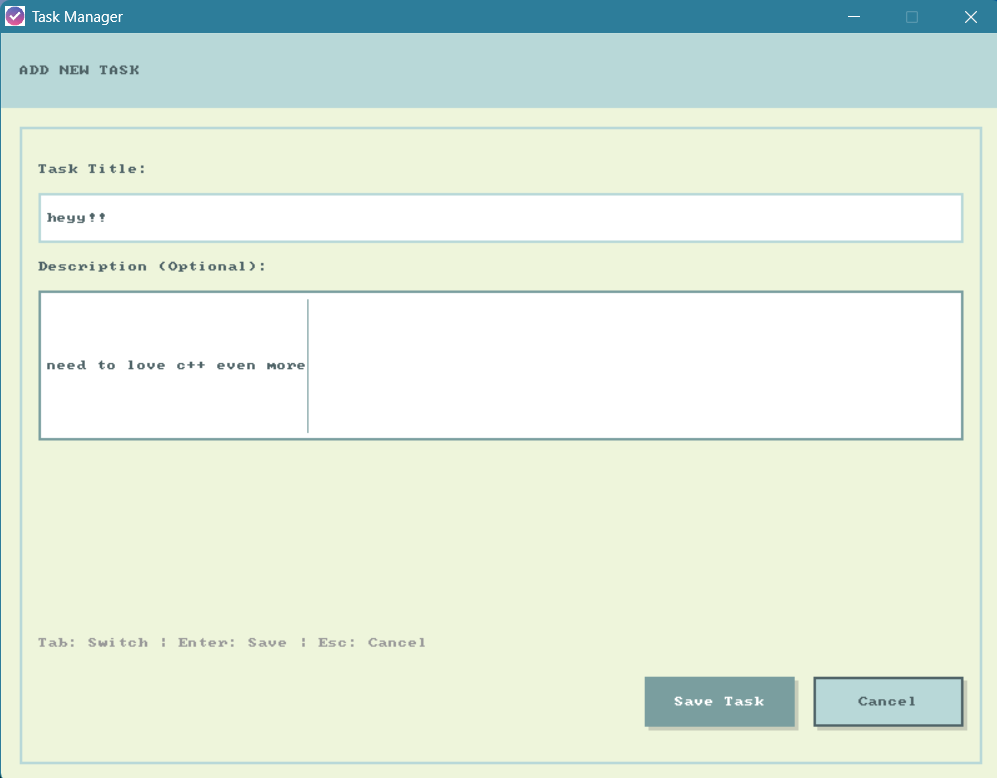 Task Manager
ADD NEW TASK
Task Title:
heyy!!
Description (Optional):
need to love c++ even more
Tab: Switch | Enter: Save | Esc: Cancel
Save Task
Cancel